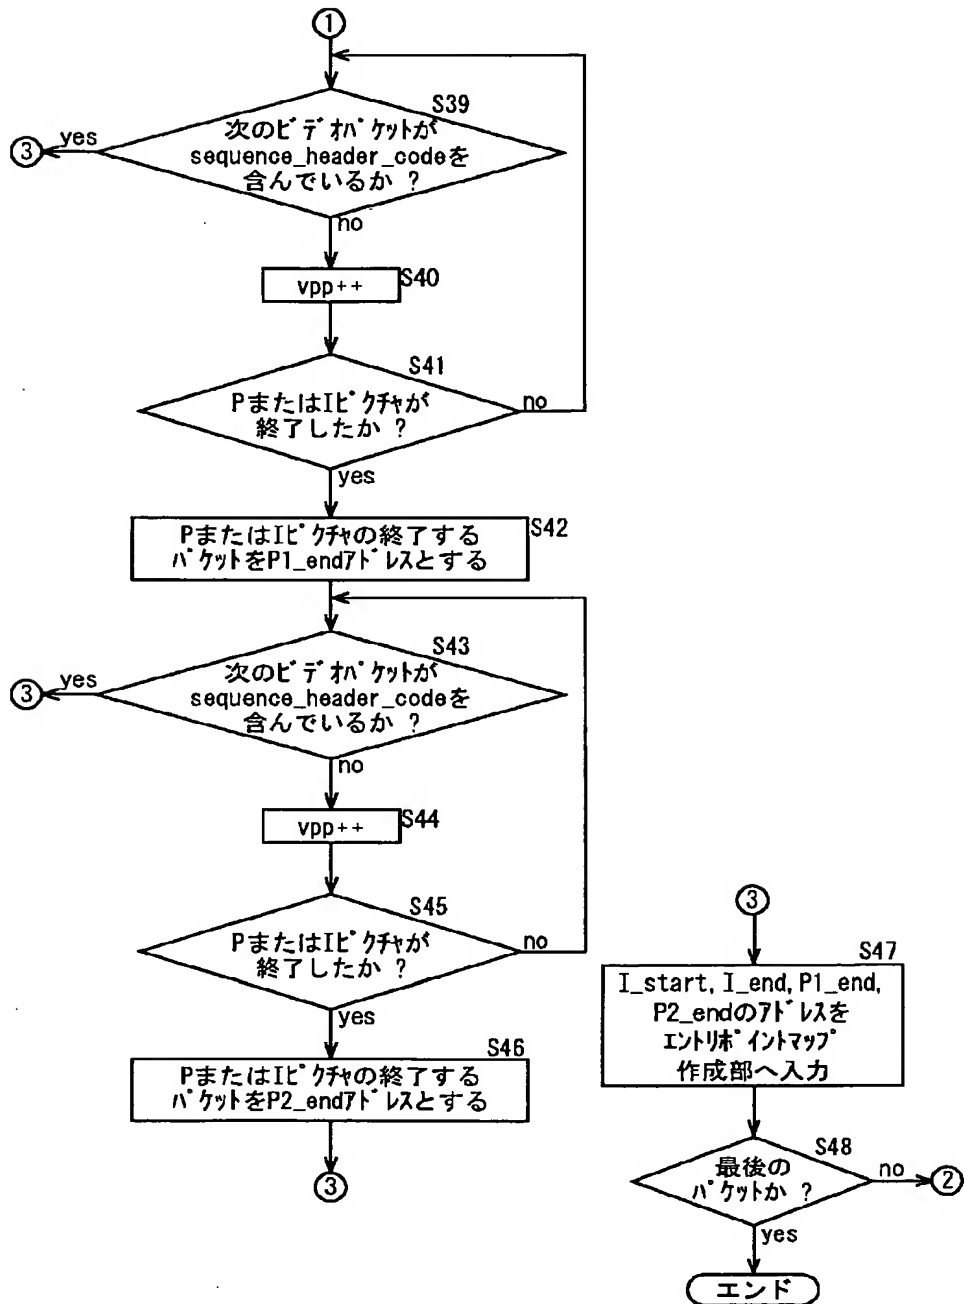 ①
S39
次のビデオパケットが
sequence_header_codeを
含んでいるか ?
yes
③
no
vpp++
S40
S41
PまたはIピクチャが
終了したか ?
no
yes
PまたはIピクチャの終了する
パケットをP1_endアドレスとする
S42
S43
次のビデオパケットが
sequence_header_codeを
含んでいるか ?
yes
③
no
vpp++
S44
S45
PまたはIピクチャが
終了したか ?
no
yes
S46
PまたはIピクチャの終了する
パケットをP2_endアドレスとする
③
③
S47
I_start, I_end, P1_end,
P2_endのアドレスを
エントリポイントマップ
作成部へ入力
S48
最後の
パケットか ?
no
②
yes
エンド